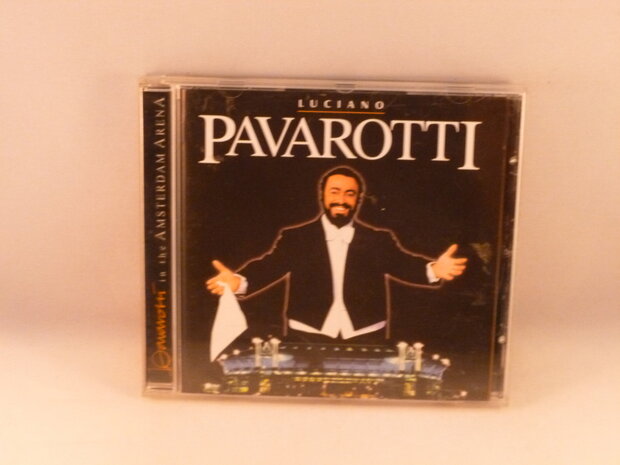 LUCIANO
PAVAROTTI
Pavarotti in the AMSTERDAM ARENA